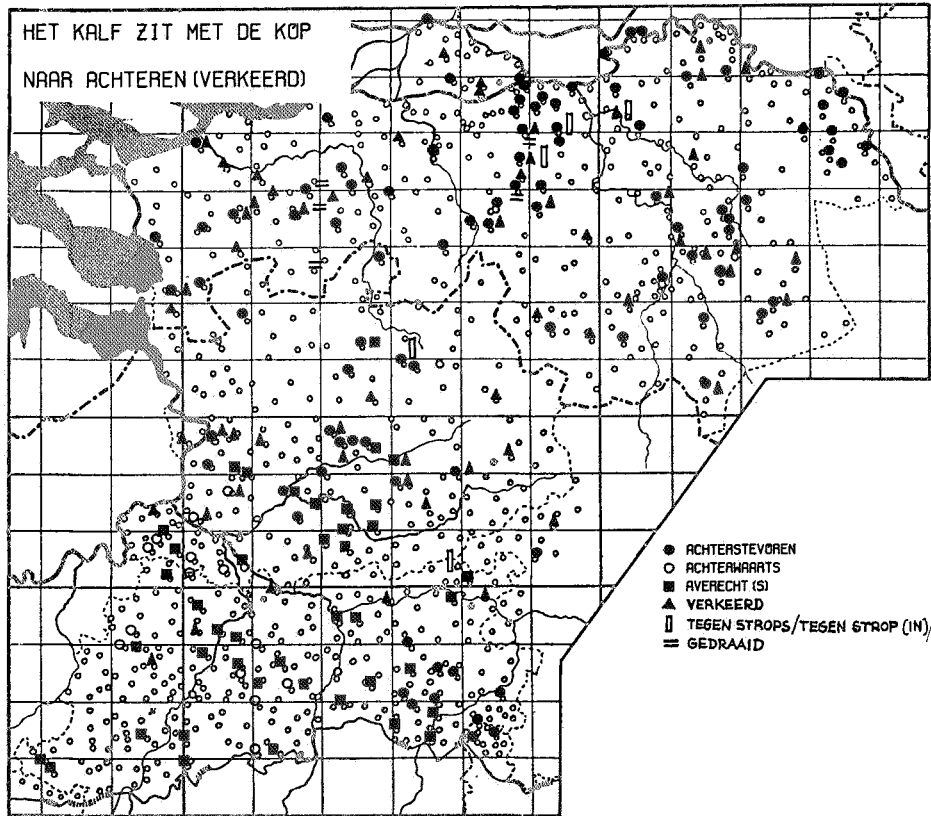 HET KALF ZIT MET DE KOP
NAAR ACHTEREN (VERKEERD)
ACHTERSTEVOREN
ACHTERWAARTS
AVERECHT (S)
VERKEERD
TEGEN STROPS/TEGEN STROP (IN)
GEDRAAID